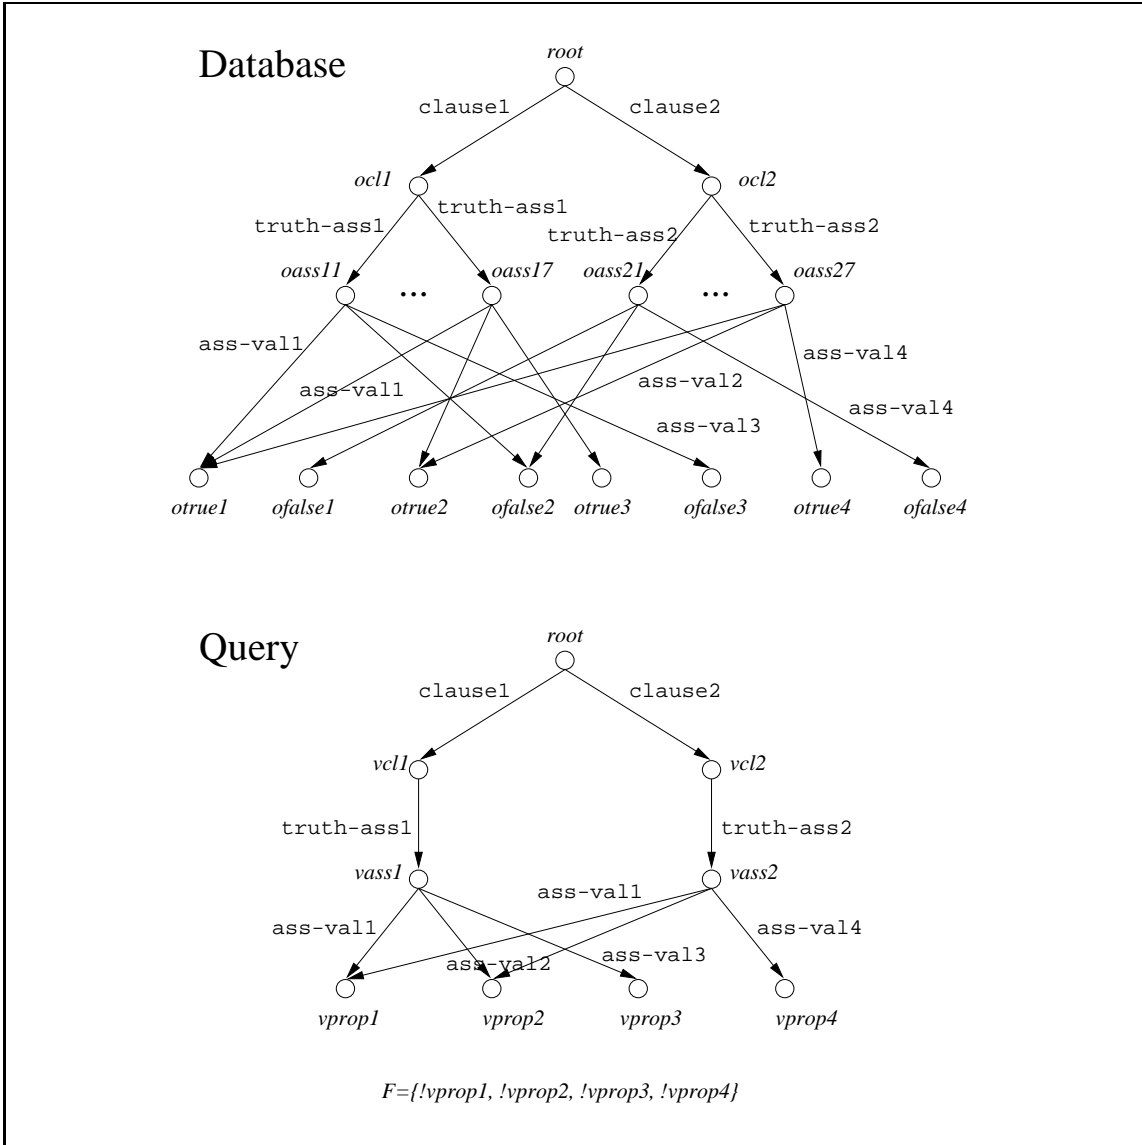 root
Database
clause1 clause2
ocl1 ocl2
truth-ass1 truth-ass1 truth-ass2 truth-ass2
oass11 ... oass17 oass21 ... oass27
ass-val1 ass-val1 ass-val2 ass-val4
ass-val3 ass-val4
otrue1 ofalse1 otrue2 ofalse2 otrue3 ofalse3 otrue4 ofalse4
root
Query
clause1 clause2
vcl1 vcl2
truth-ass1 truth-ass2
vass1 vass2
ass-val1
ass-val1 ass-val4
ass-val2 ass-val3
vprop1 vprop2 vprop3 vprop4
F={!vprop1, !vprop2, !vprop3, !vprop4}